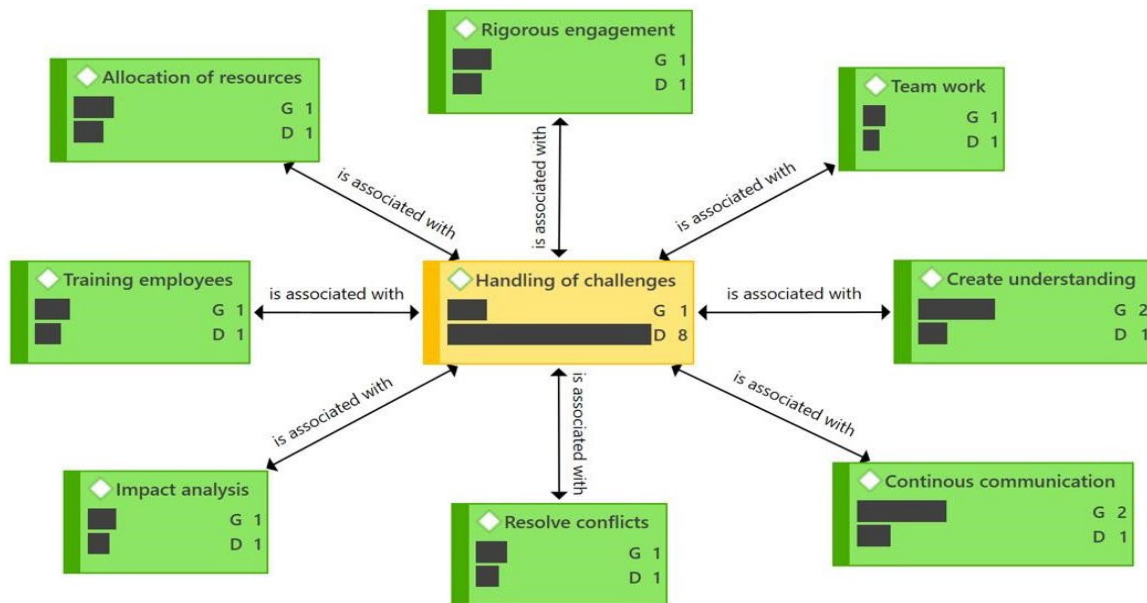 Rigorous engagement
G 1
D 1
Allocation of resources
G 1
D 1
Team work
G 1
D 1
is associated with
is associated with
is associated with
Training employees
G 1
D 1
is associated with
Handling of challenges
G 1
D 8
is associated with
Create understanding
G 2
D 1
is associated with
is associated with
is associated with
Impact analysis
G 1
D 1
Resolve conflicts
G 1
D 1
Continous communication
G 2
D 1